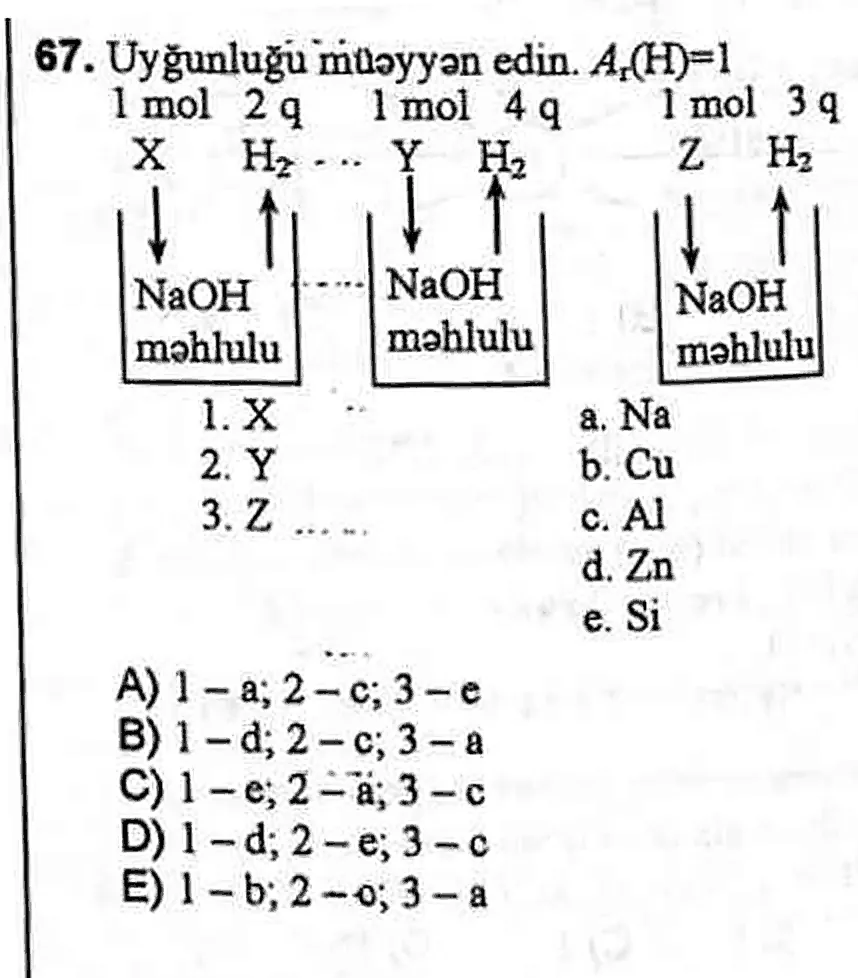 67. Uyğunluğu müəyyən edin. Aᵣ(H)=1
1 mol 2 q 1 mol 4 q 1 mol 3 q
X H₂ Y H₂ Z H₂
NaOH NaOH NaOH
məhlulu məhlulu məhlulu
1. X a. Na
2. Y b. Cu
3. Z c. Al
d. Zn
e. Si
A) 1 – a; 2 – c; 3 – e
B) 1 – d; 2 – c; 3 – a
C) 1 – e; 2 – a; 3 – c
D) 1 – d; 2 – e; 3 – c
E) 1 – b; 2 – c; 3 – a